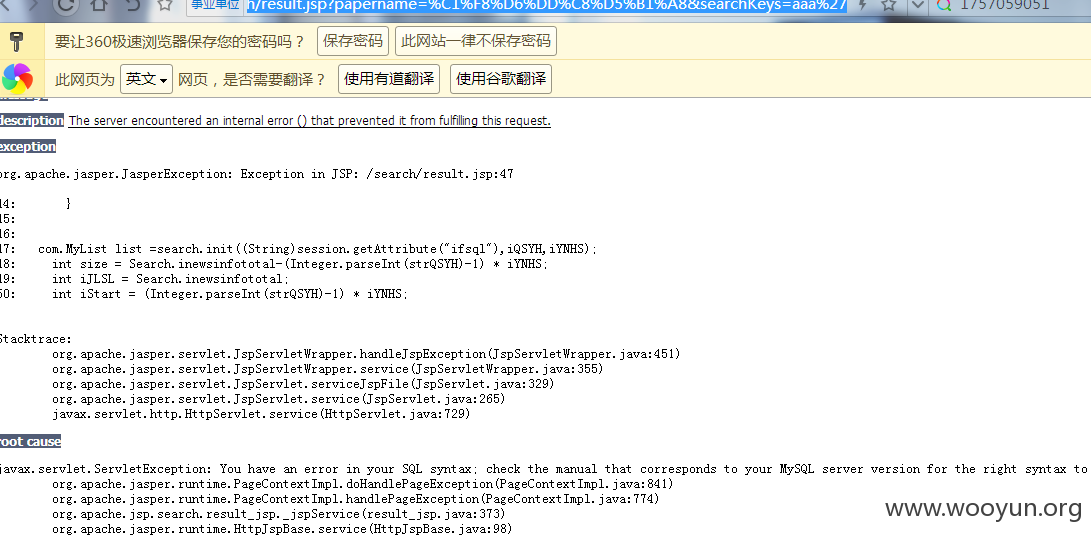 事业单位 h/result.jsp?papername=%C1%F8%D6%DD%C8%D5%B1%A8&searchKeys=aaa%27 1757059051
要让360极速浏览器保存您的密码吗？ 保存密码 此网站一律不保存密码
此网页为 英文 网页，是否需要翻译？ 使用有道翻译 使用谷歌翻译
description The server encountered an internal error () that prevented it from fulfilling this request.
exception
org.apache.jasper.JasperException: Exception in JSP: /search/result.jsp:47
44: }
45:
46:
47: com.MyList list =search.init((String)session.getAttribute("ifsql"),iQSYH,iYNHS);
48: int size = Search.inewsinfototal-(Integer.parseInt(strQSYH)-1) * iYNHS;
49: int iJLSL = Search.inewsinfototal;
50: int iStart = (Integer.parseInt(strQSYH)-1) * iYNHS;
Stacktrace:
org.apache.jasper.servlet.JspServletWrapper.handleJspException(JspServletWrapper.java:451)
org.apache.jasper.servlet.JspServletWrapper.service(JspServletWrapper.java:355)
org.apache.jasper.servlet.JspServlet.serviceJspFile(JspServlet.java:329)
org.apache.jasper.servlet.JspServlet.service(JspServlet.java:265)
javax.servlet.http.HttpServlet.service(HttpServlet.java:729)
root cause
javax.servlet.ServletException: You have an error in your SQL syntax; check the manual that corresponds to your MySQL server version for the right syntax to
org.apache.jasper.runtime.PageContextImpl.doHandlePageException(PageContextImpl.java:841)
org.apache.jasper.runtime.PageContextImpl.handlePageException(PageContextImpl.java:774)
org.apache.jsp.search.result_jsp._jspService(result_jsp.java:373)
org.apache.jasper.runtime.HttpJspBase.service(HttpJspBase.java:98)
www.wooyun.org